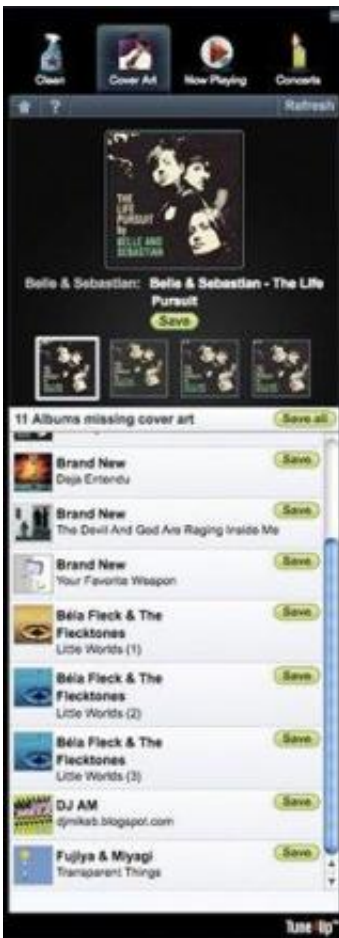 Clean
Cover Art
Now Playing
Concerts
?
Refresh
THE
LIFE
PURSUIT
By
BELLE AND
SEBASTIAN
Belle & Sebastian: Belle & Sebastian - The Life
Pursuit
Save
11 Albums missing cover art
Save all
Brand New
Save
Deja Entendu
Brand New
Save
The Devil And God Are Raging Inside Me
Brand New
Save
Your Favorite Weapon
Béla Fleck & The
Save
Flecktones
Little Worlds (1)
Béla Fleck & The
Save
Flecktones
Little Worlds (2)
Béla Fleck & The
Save
Flecktones
Little Worlds (3)
DJ AM
Save
djmikeb.blogspot.com
Fujiya & Miyagi
Save
Transparent Things
TuneUp